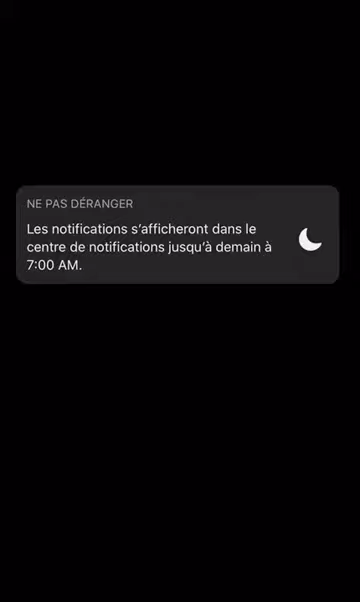 NE PAS DÉRANGER
Les notifications s’afficheront dans le
centre de notifications jusqu’à demain à
7:00 AM.